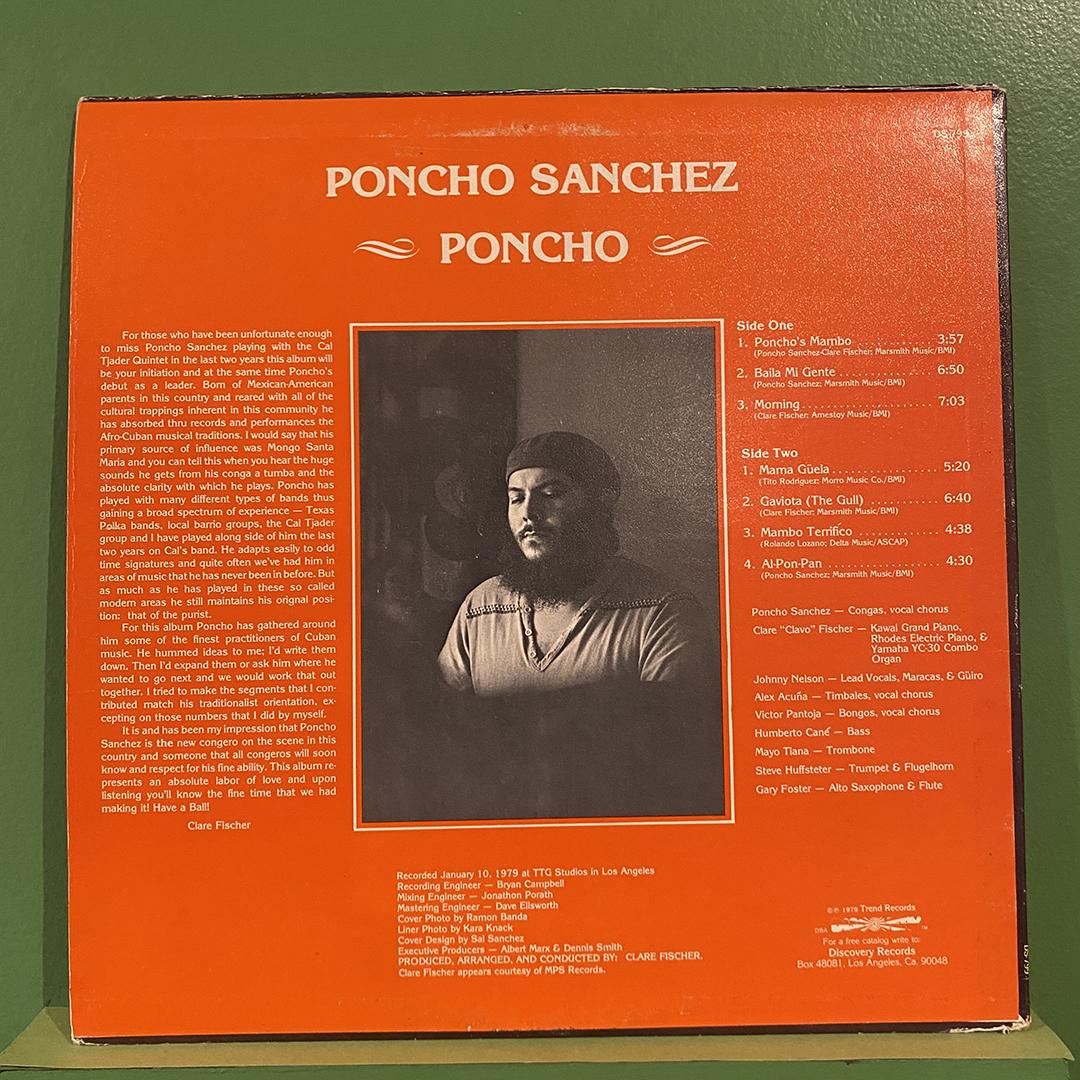 DS-799
PONCHO SANCHEZ
PONCHO
For those who have been unfortunate enough
to miss Poncho Sanchez playing with the Cal
Tjader Quintet in the last two years this album will
be your initiation and at the same time Poncho's
debut as a leader. Born of Mexican-American
parents in this country and reared with all of the
cultural trappings inherent in this community he
has absorbed thru records and performances the
Afro-Cuban musical traditions. I would say that his
primary source of influence was Mongo Santa
Maria and you can tell this when you hear the huge
sounds he gets from his conga a tumba and the
absolute clarity with which he plays. Poncho has
played with many different types of bands thus
gaining a broad spectrum of experience — Texas
Polka bands, local barrio groups, the Cal Tjader
group and I have played along side of him the last
two years on Cal's band. He adapts easily to odd
time signatures and quite often we've had him in
areas of music that he has never been in before. But
as much as he has played in these so called
modern areas he still maintains his orignal posi-
tion: that of the purist.
For this album Poncho has gathered around
him some of the finest practitioners of Cuban
music. He hummed ideas to me; I'd write them
down. Then I'd expand them or ask him where he
wanted to go next and we would work that out
together. I tried to make the segments that I con-
tributed match his traditionalist orientation, ex-
cepting on those numbers that I did by myself.
It is and has been my impression that Poncho
Sanchez is the new congero on the scene in this
country and someone that all congeros will soon
know and respect for his fine ability. This album re-
presents an absolute labor of love and upon
listening you'll know the fine time that we had
making it! Have a Ball!
Clare Fischer
Side One
1. Poncho's Mambo ............ 3:57
(Poncho Sanchez-Clare Fischer; Marsmith Music/BMI)
2. Baila Mi Gente .............. 6:50
(Poncho Sanchez; Marsmith Music/BMI)
3. Morning .................... 7:03
(Clare Fischer; Amestoy Music/BMI)
Side Two
1. Mama Güela ................ 5:20
(Tito Rodriguez; Morro Music Co./BMI)
2. Gaviota (The Gull) .......... 6:40
(Clare Fischer; Marsmith Music/BMI)
3. Mambo Terrifico ............ 4:38
(Rolando Lozano; Delta Music/ASCAP)
4. Al-Pon-Pan ................. 4:30
(Poncho Sanchez; Marsmith Music/BMI)
Poncho Sanchez — Congas, vocal chorus
Clare "Clavo" Fischer — Kawai Grand Piano,
Rhodes Electric Piano, &
Yamaha YC-30 Combo
Organ
Johnny Nelson — Lead Vocals, Maracas, & Güiro
Alex Acuña — Timbales, vocal chorus
Victor Pantoja — Bongos, vocal chorus
Humberto Cané — Bass
Mayo Tiana — Trombone
Steve Huffsteter — Trumpet & Flugelhorn
Gary Foster — Alto Saxophone & Flute
Recorded January 10, 1979 at TTG Studios in Los Angeles
Recording Engineer — Bryan Campbell
Mixing Engineer — Jonathon Porath
Mastering Engineer — Dave Ellsworth
Cover Photo by Ramon Banda
Liner Photo by Kara Knack
Cover Design by Sal Sanchez
Executive Producers — Albert Marx & Dennis Smith
PRODUCED, ARRANGED, AND CONDUCTED BY: CLARE FISCHER.
Clare Fischer appears courtesy of MPS Records.
©℗ 1979 Trend Records
DBA TM
For a free catalog write to:
Discovery Records
Box 48081, Los Angeles, Ca. 90048